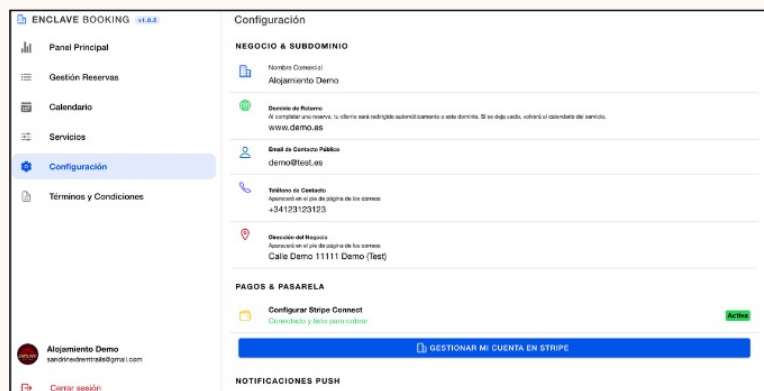 ENCLAVE BOOKING v1.0.5
Panel Principal
Gestión Reservas
Calendario
Servicios
Configuración
Términos y Condiciones
Alojamiento Demo
sandrinextremtrails@gmail.com
Cerrar sesión
Configuración
NEGOCIO & SUBDOMINIO
Nombre Comercial
Alojamiento Demo
Dominio de Retorno
Al completar una reserva, tu cliente será redirigido automáticamente a este dominio. Si se deja vacío, volverá al calendario del servicio.
www.demo.es
Email de Contacto Público
demo@test.es
Teléfono de Contacto
Aparecerá en el pie de página de los correos
+34123123123
Dirección del Negocio
Aparecerá en el pie de página de los correos
Calle Demo 11111 Demo (Test)
PAGOS & PASARELA
Configurar Stripe Connect
Conectado y listo para cobrar
Activa
GESTIONAR MI CUENTA EN STRIPE
NOTIFICACIONES PUSH